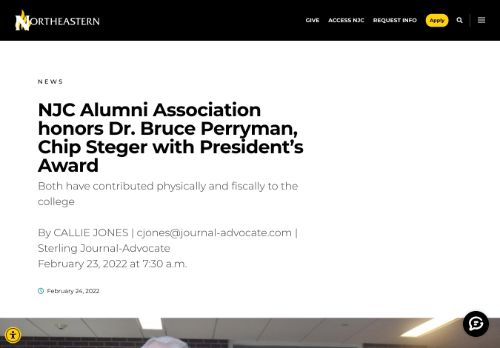 NORTHEASTERN
GIVE ACCESS NJC REQUEST INFO Apply
NEWS
NJC Alumni Association
honors Dr. Bruce Perryman,
Chip Steger with President’s
Award
Both have contributed physically and fiscally to the
college
By CALLIE JONES | cjones@journal-advocate.com |
Sterling Journal-Advocate
February 23, 2022 at 7:30 a.m.
February 24, 2022